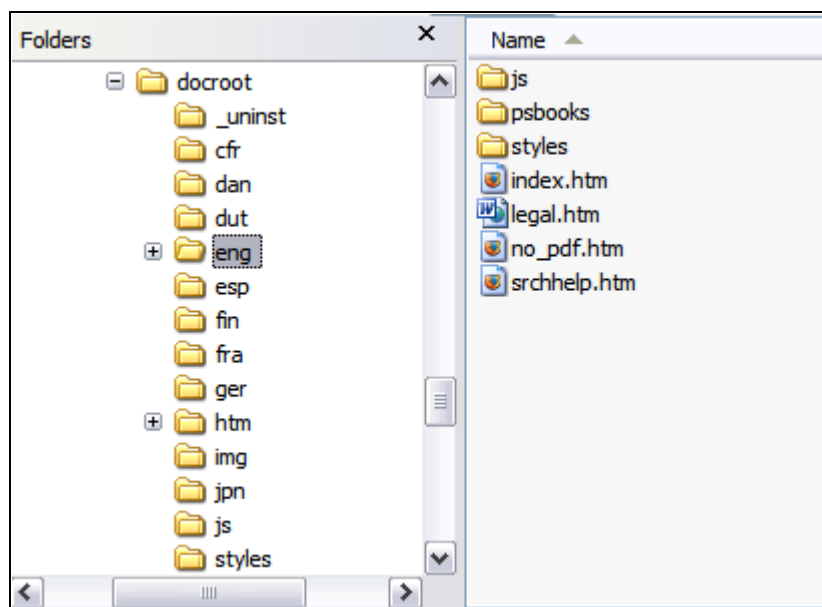 Folders
docroot
_uninst
cfr
dan
dut
eng
esp
fin
fra
ger
htm
img
jpn
js
styles
Name
js
psbooks
styles
index.htm
legal.htm
no_pdf.htm
srchhelp.htm